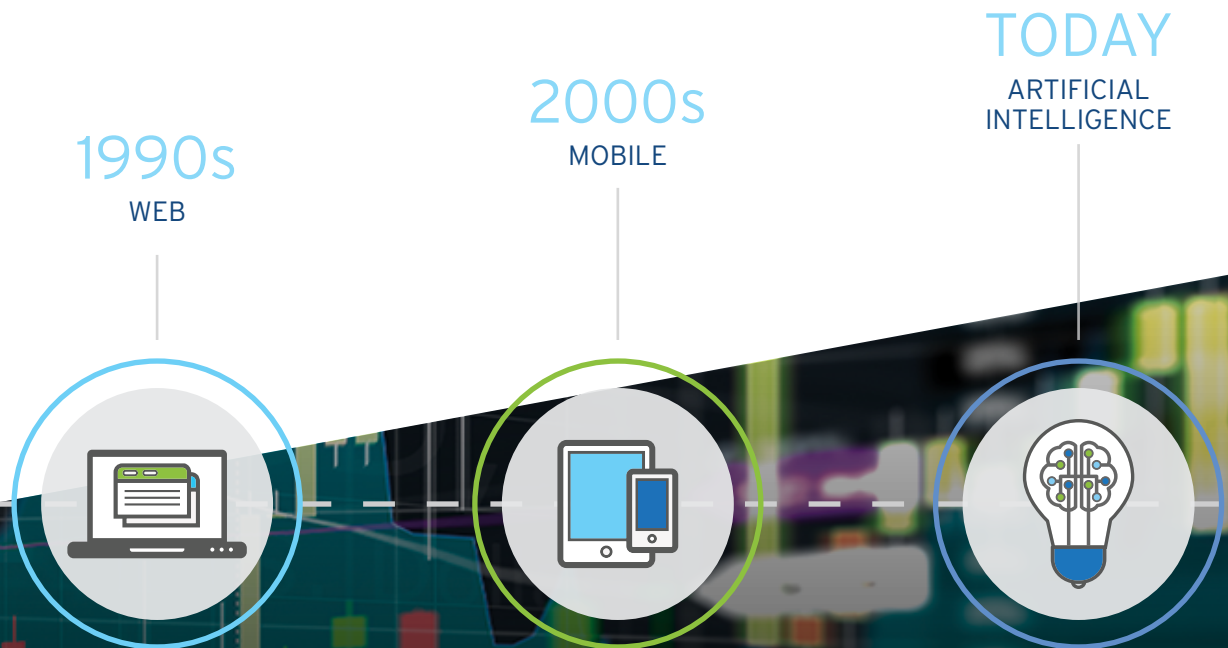 1990s
WEB
2000s
MOBILE
TODAY
ARTIFICIAL
INTELLIGENCE